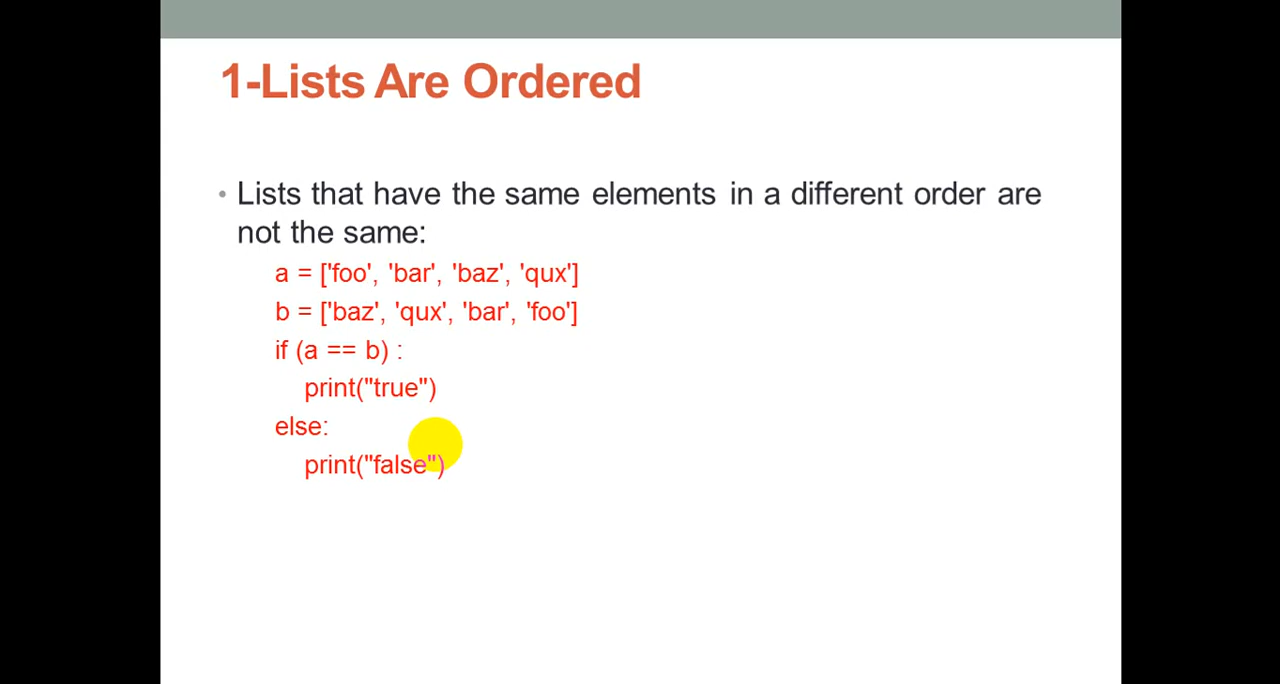 1-Lists Are Ordered
• Lists that have the same elements in a different order are
not the same:
a = ['foo', 'bar', 'baz', 'qux']
b = ['baz', 'qux', 'bar', 'foo']
if (a == b) :
print("true")
else:
print("false")